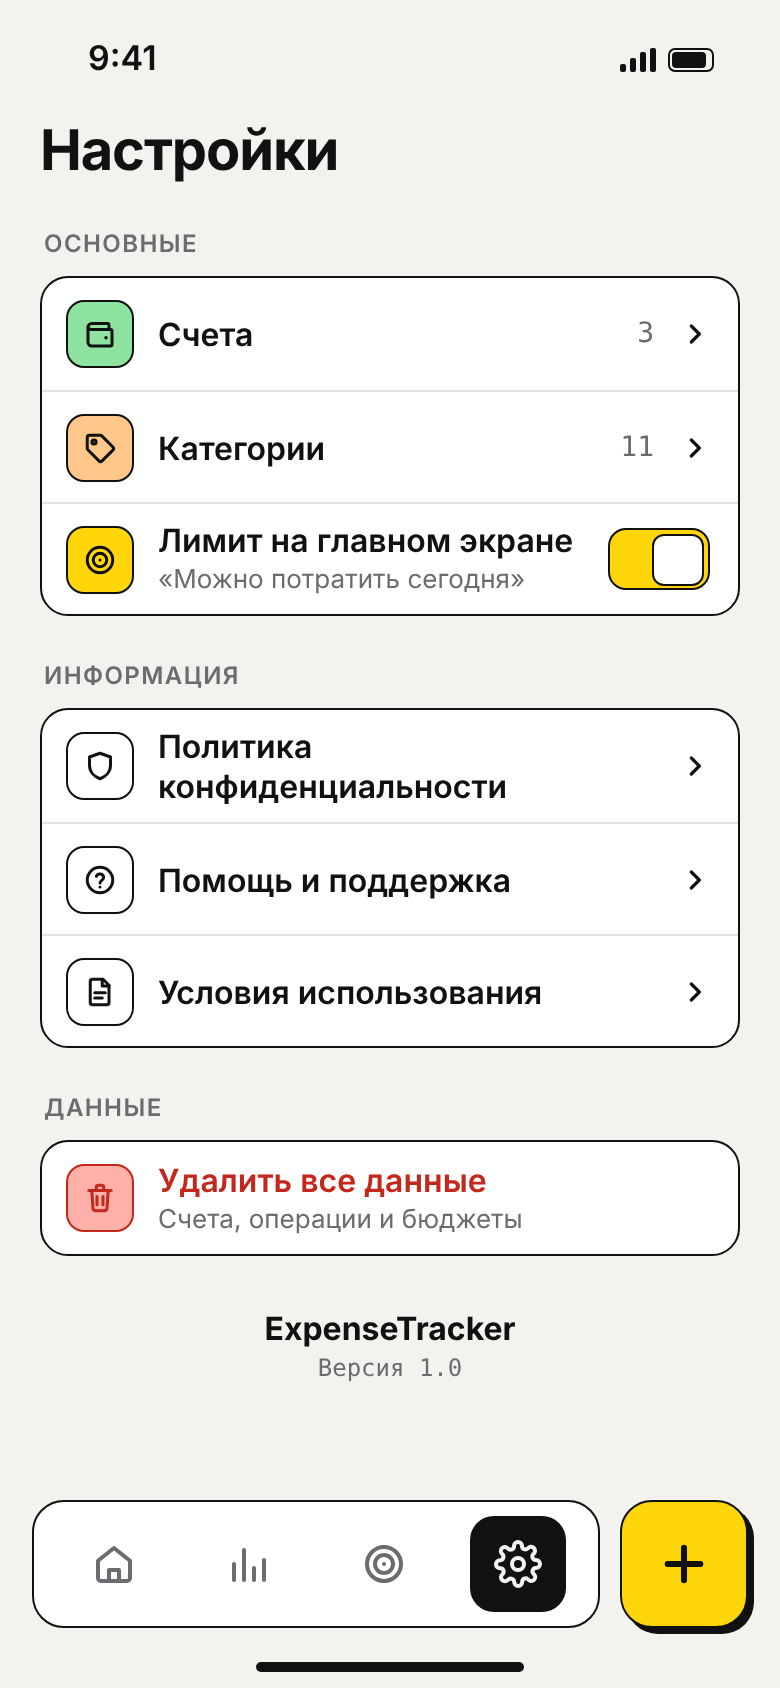 9:41
Настройки
ОСНОВНЫЕ
Счета 3
Категории 11
Лимит на главном экране
«Можно потратить сегодня»
ИНФОРМАЦИЯ
Политика
конфиденциальности
Помощь и поддержка
Условия использования
ДАННЫЕ
Удалить все данные
Счета, операции и бюджеты
ExpenseTracker
Версия 1.0